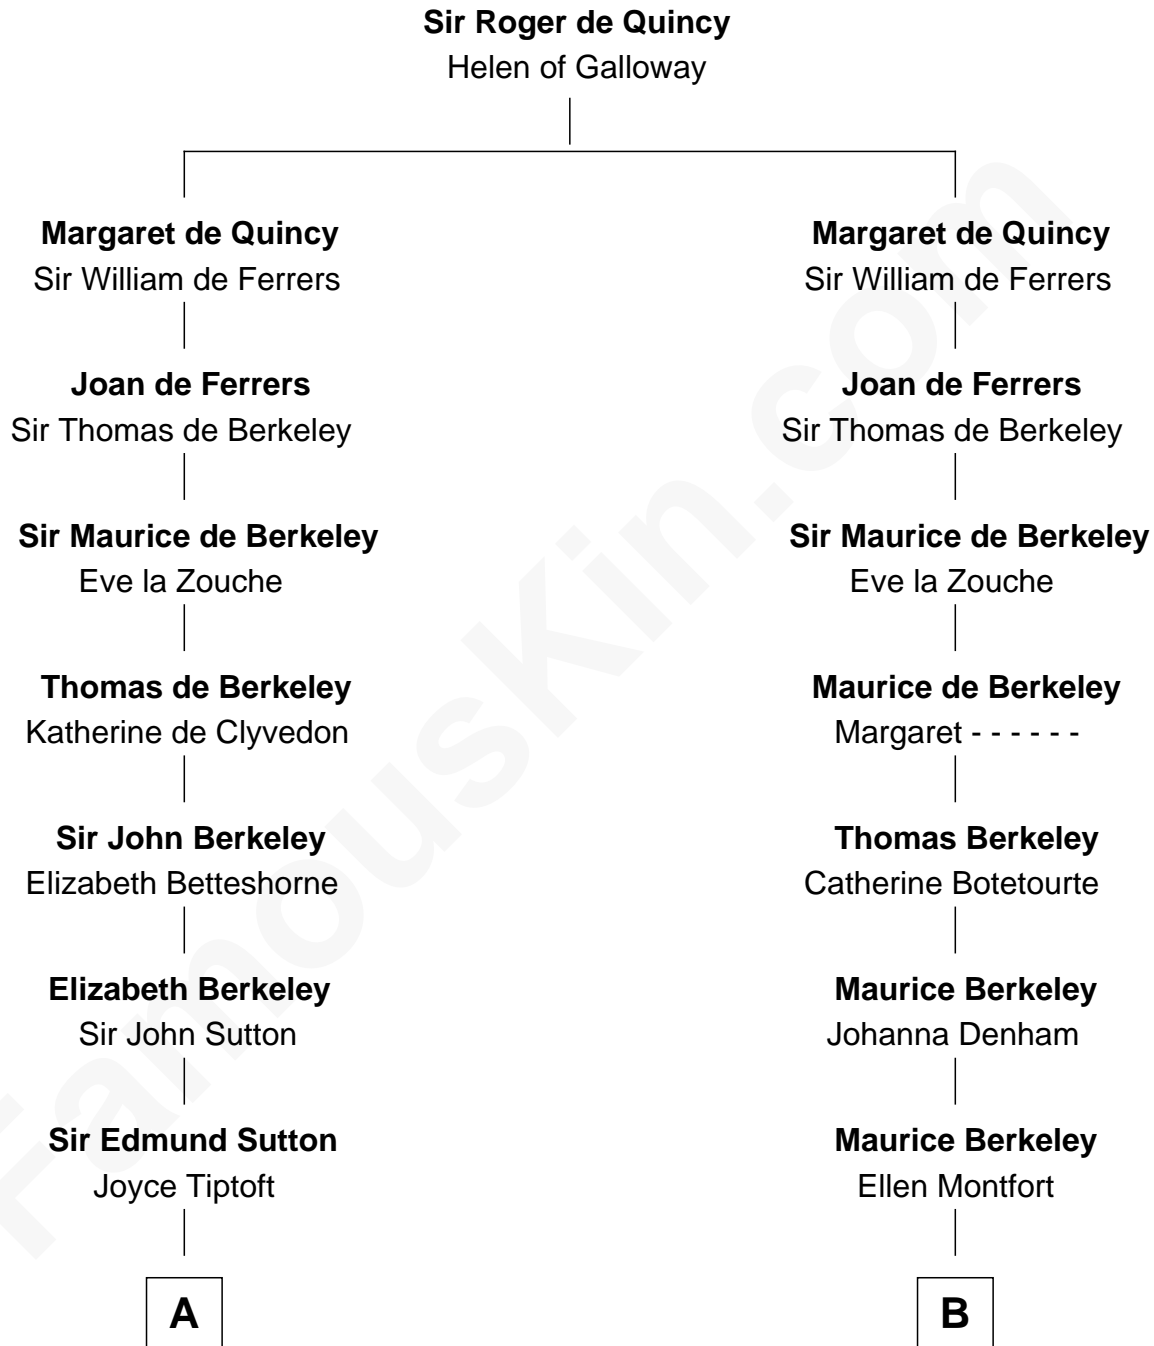 Sir Roger de Quincy
Helen of Galloway
Margaret de Quincy
Sir William de Ferrers
Margaret de Quincy
Sir William de Ferrers
Joan de Ferrers
Sir Thomas de Berkeley
Joan de Ferrers
Sir Thomas de Berkeley
Sir Maurice de Berkeley
Eve la Zouche
Sir Maurice de Berkeley
Eve la Zouche
Thomas de Berkeley
Katherine de Clyvedon
Maurice de Berkeley
Margaret - - - - - -
Sir John Berkeley
Elizabeth Betteshorne
Thomas Berkeley
Catherine Botetourte
Elizabeth Berkeley
Sir John Sutton
Maurice Berkeley
Johanna Denham
Sir Edmund Sutton
Joyce Tiptoft
Maurice Berkeley
Ellen Montfort
A
B
FamousKin.com